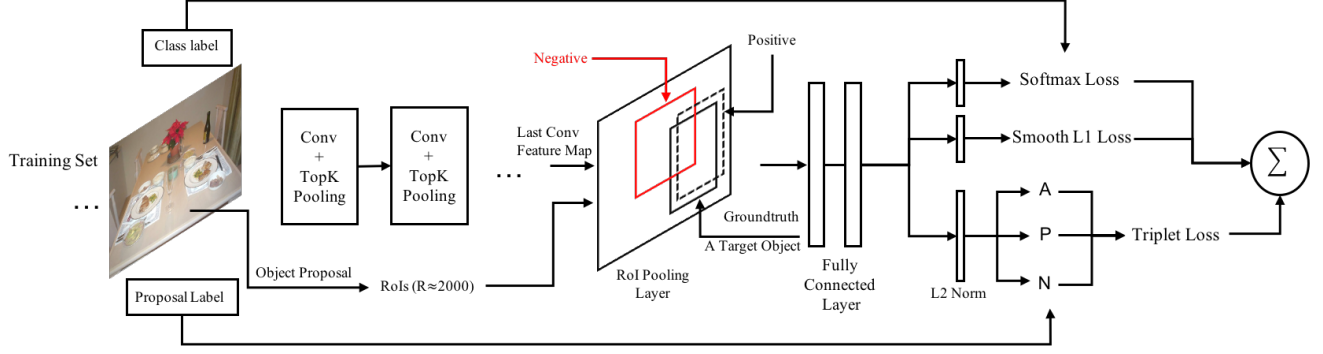 Class label
Training Set
...
Conv
+
TopK
Pooling
Conv
+
TopK
Pooling
...
Last Conv
Feature Map
Negative
Positive
Groundtruth
A Target Object
RoI Pooling
Layer
Object Proposal
RoIs (R≈2000)
Proposal Label
Fully
Connected
Layer
L2 Norm
Softmax Loss
Smooth L1 Loss
A
P
N
Triplet Loss
∑